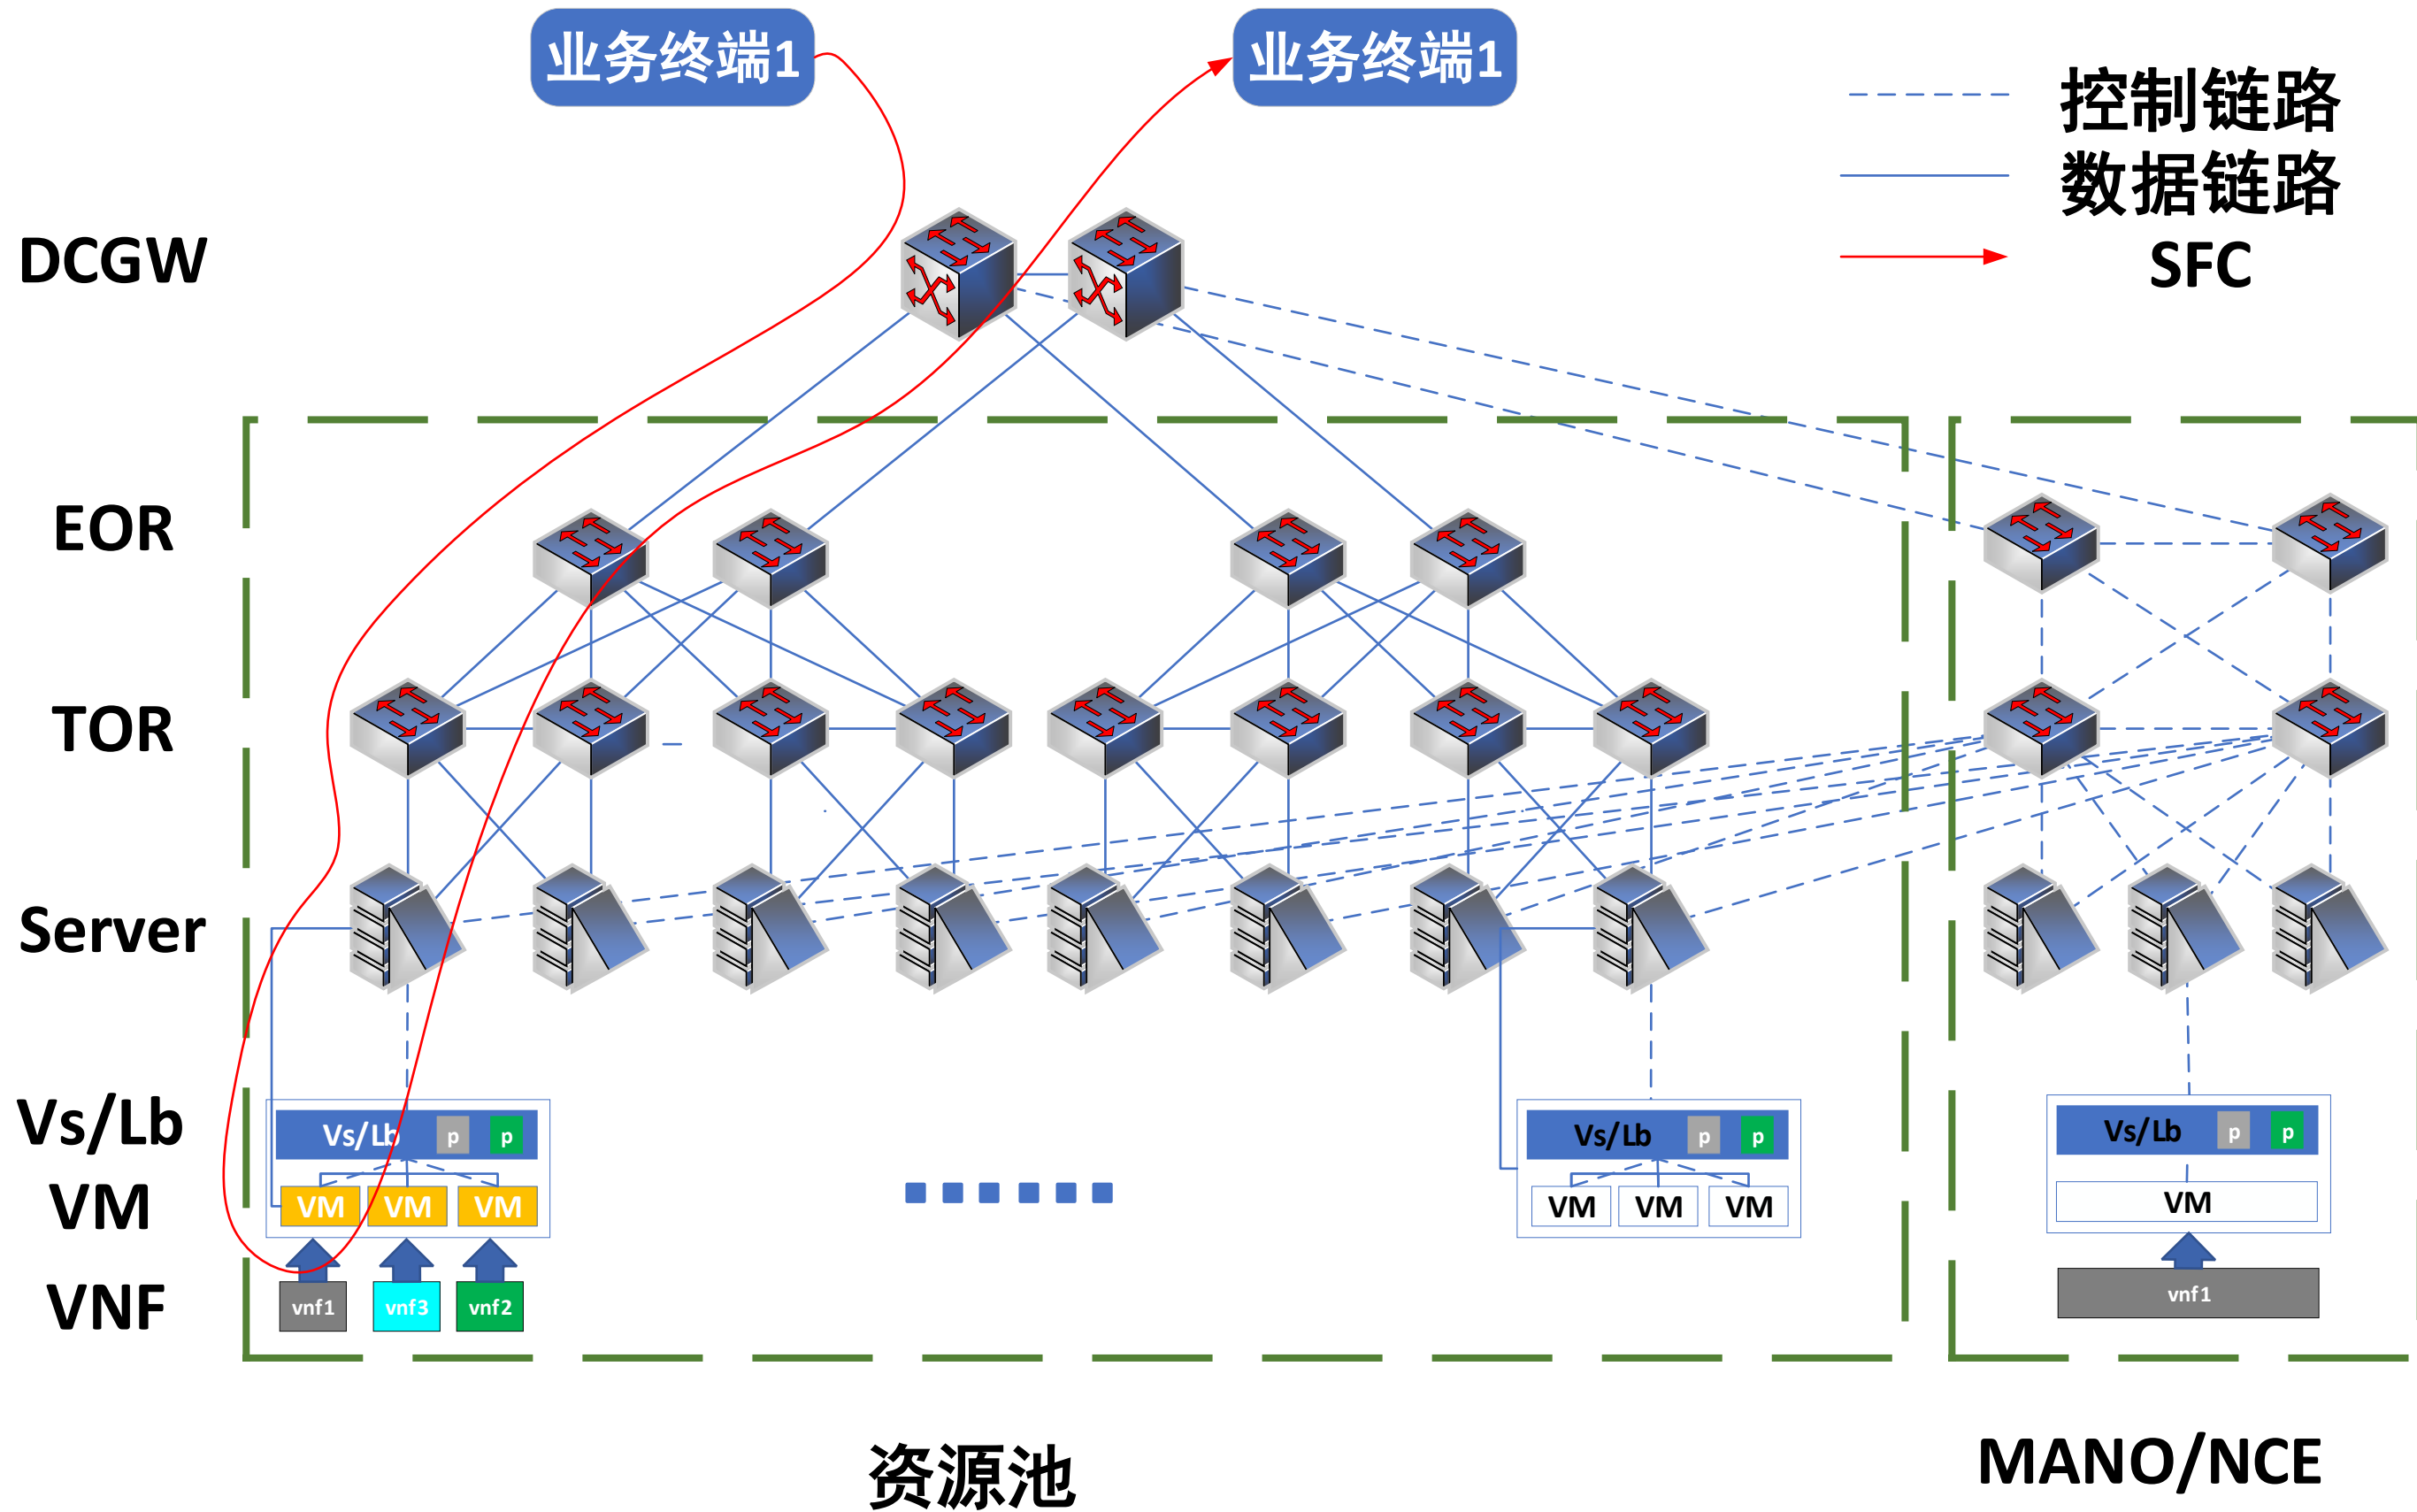 业务终端1
业务终端1
控制链路
数据链路
SFC
DCGW
EOR
TOR
Server
Vs/Lb
Vs/Lb p p
Vs/Lb p p
Vs/Lb p p
VM
VM VM VM
VM VM VM
VM
VNF
vnf1
vnf3
vnf2
vnf1
资源池
MANO/NCE